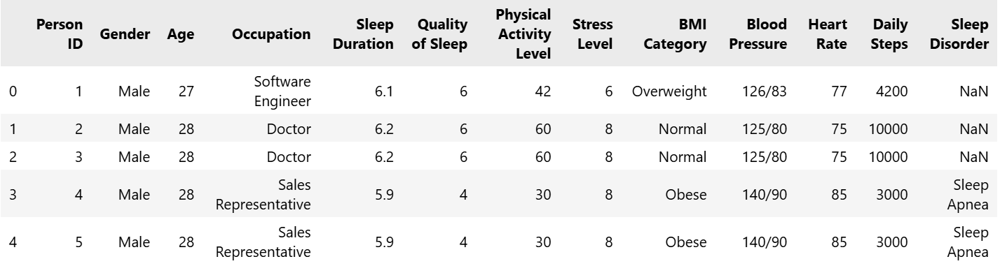 Person ID Gender Age Occupation Sleep Duration Quality of Sleep Physical Activity Level Stress Level BMI Category Blood Pressure Heart Rate Daily Steps Sleep Disorder
0 1 Male 27 Software Engineer 6.1 6 42 6 Overweight 126/83 77 4200 NaN
1 2 Male 28 Doctor 6.2 6 60 8 Normal 125/80 75 10000 NaN
2 3 Male 28 Doctor 6.2 6 60 8 Normal 125/80 75 10000 NaN
3 4 Male 28 Sales Representative 5.9 4 30 8 Obese 140/90 85 3000 Sleep Apnea
4 5 Male 28 Sales Representative 5.9 4 30 8 Obese 140/90 85 3000 Sleep Apnea